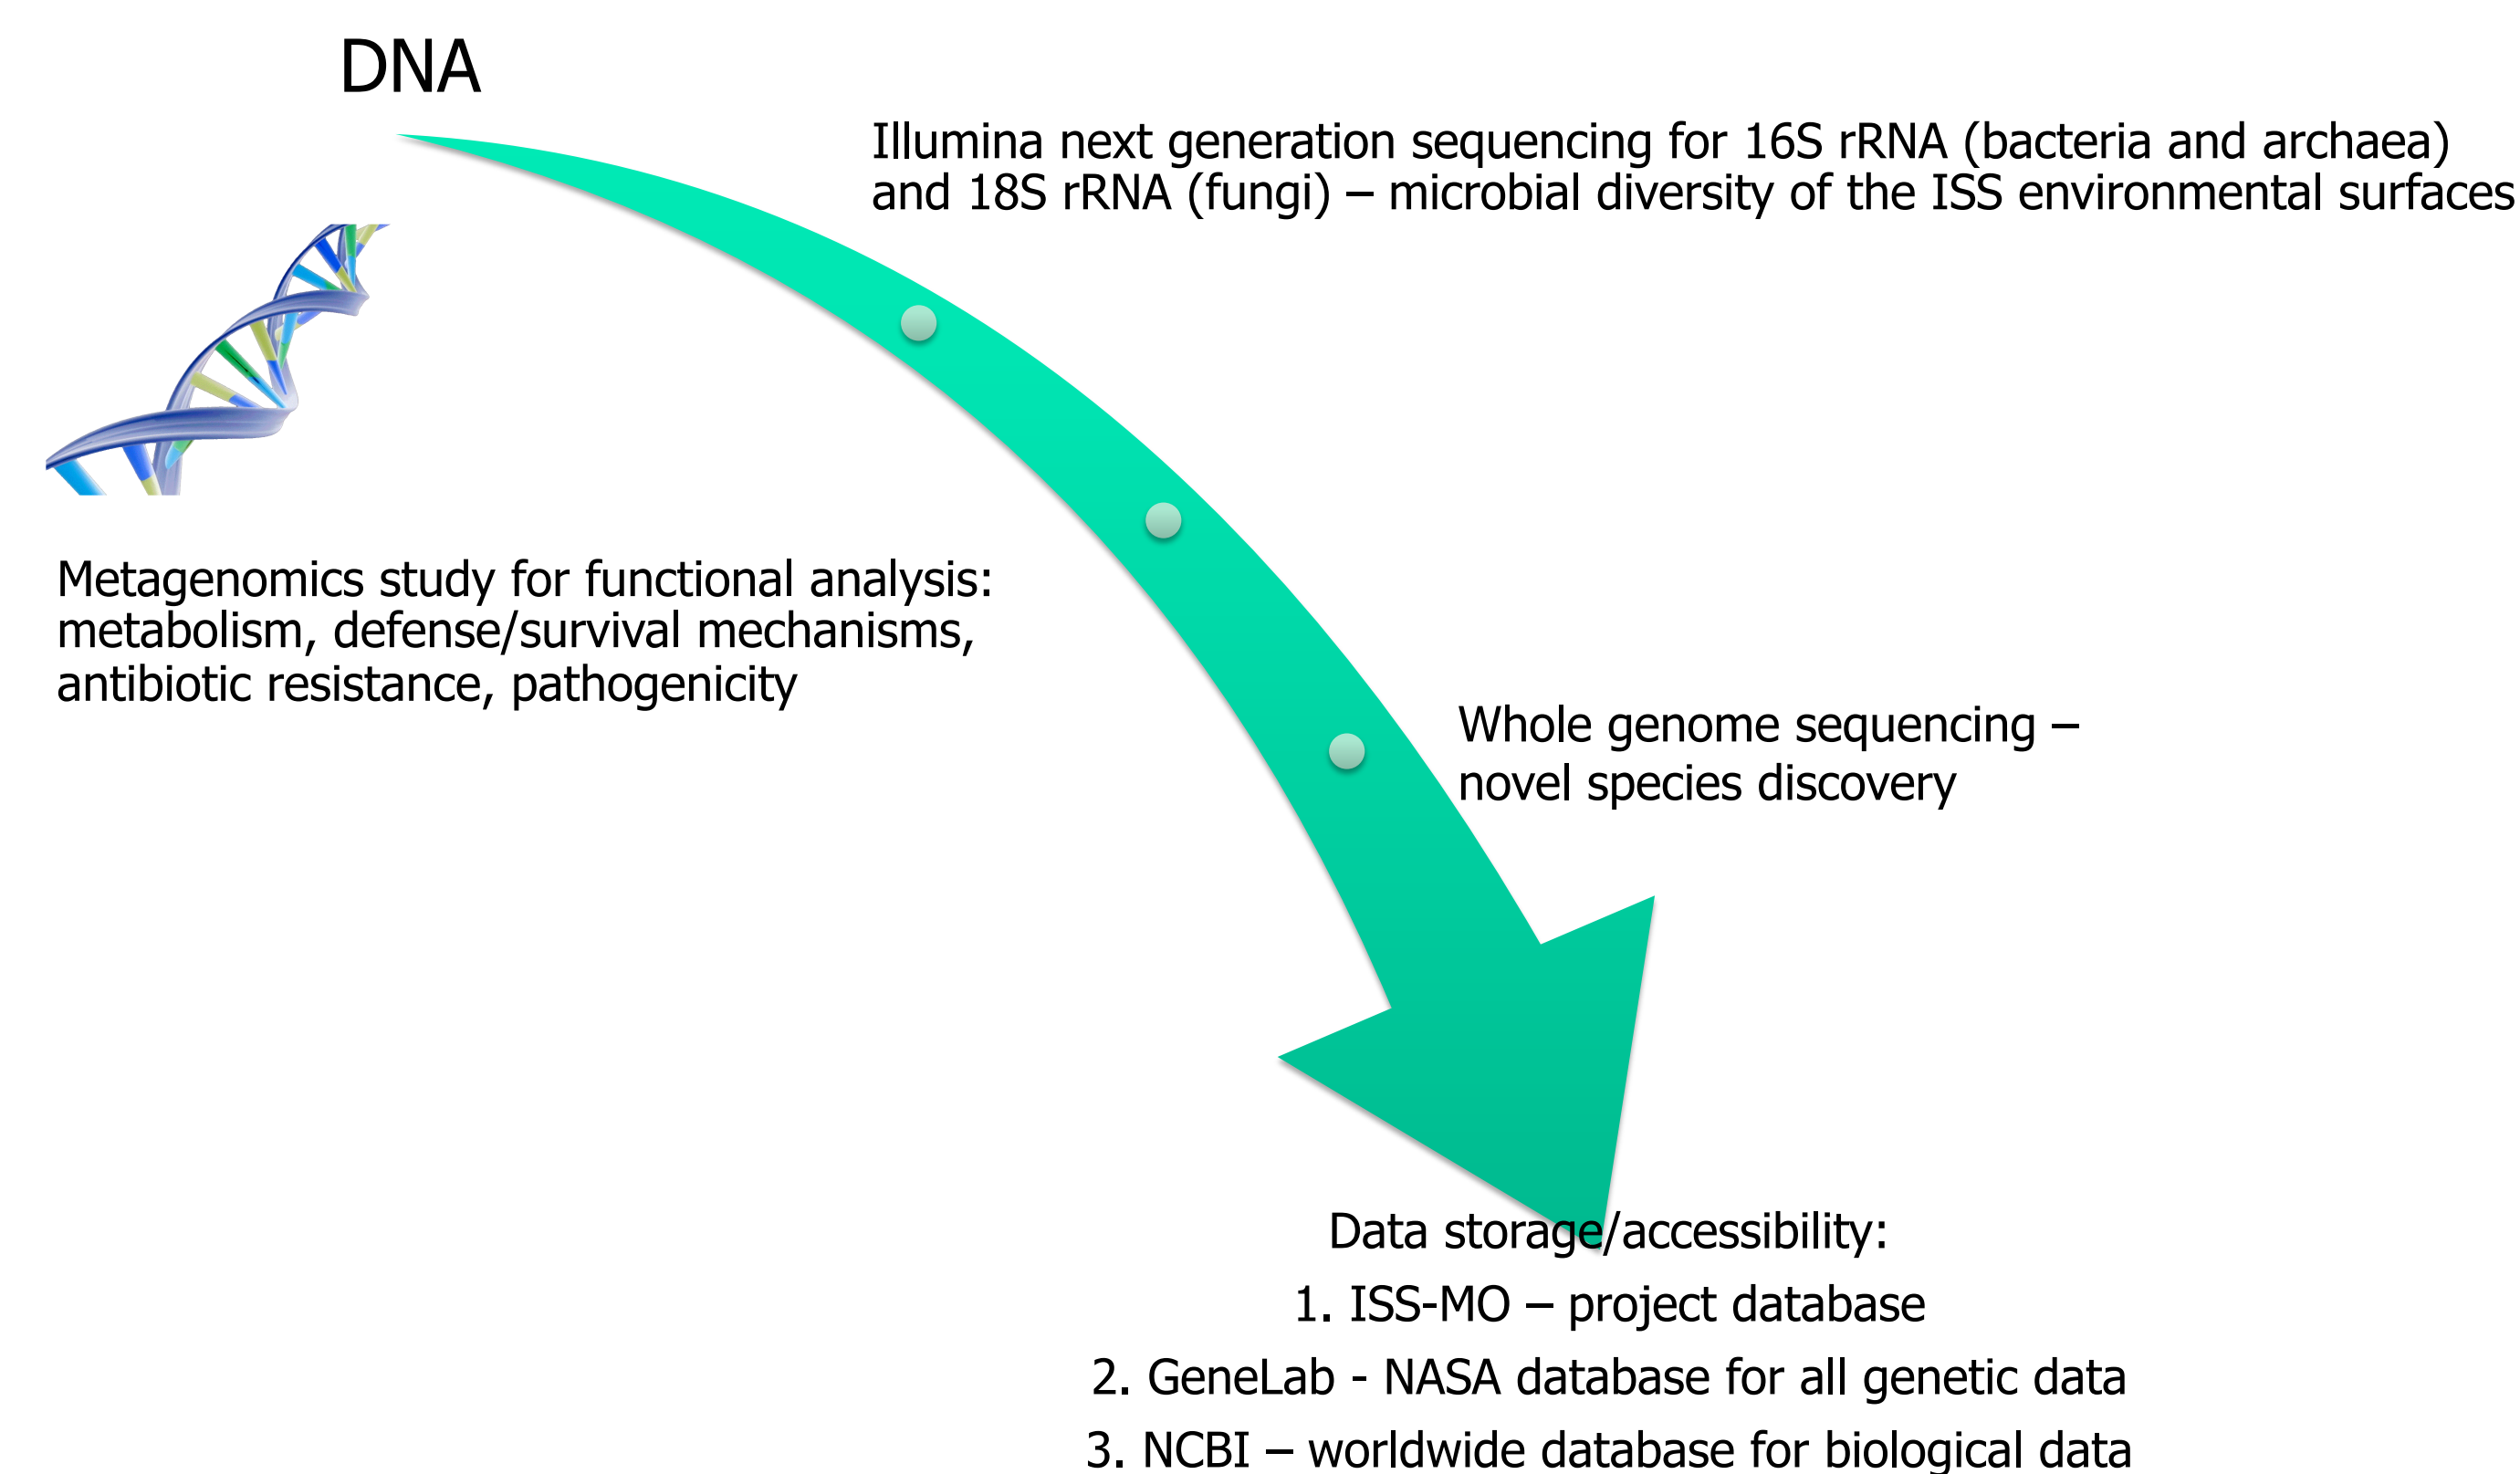 DNA
Illumina next generation sequencing for 16S rRNA (bacteria and archaea)
and 18S rRNA (fungi) – microbial diversity of the ISS environmental surfaces
Metagenomics study for functional analysis:
metabolism, defense/survival mechanisms,
antibiotic resistance, pathogenicity
Whole genome sequencing –
novel species discovery
Data storage/accessibility:
1. ISS-MO – project database
2. GeneLab - NASA database for all genetic data
3. NCBI – worldwide database for biological data